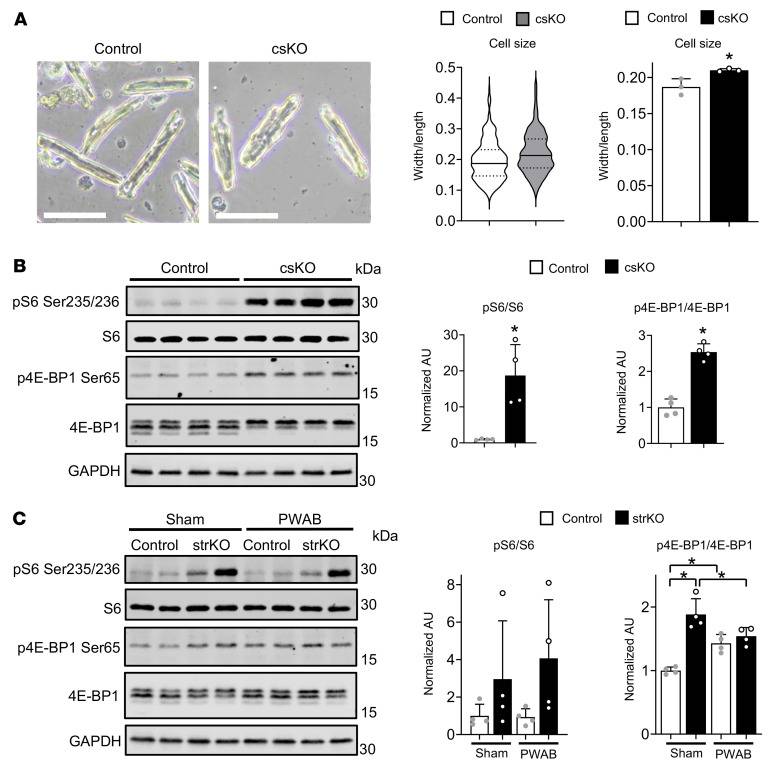 A
Control
csKO
Control csKO
Cell size
Width/length
0.5
0.4
0.3
0.2
0.1
0.0
Control csKO
Cell size
Width/length
0.20
0.15
0.10
0.05
0.00
*
B
Control csKO kDa
pS6 Ser235/236 30
S6 30
p4E-BP1 Ser65 15
4E-BP1 15
GAPDH 30
Control csKO
pS6/S6
Normalized AU
30
20
10
0
*
p4E-BP1/4E-BP1
Normalized AU
3
2
1
0
*
C
Sham PWAB
Control strKO Control strKO kDa
pS6 Ser235/236 30
S6 30
p4E-BP1 Ser65 15
4E-BP1 15
GAPDH 30
Control strKO
pS6/S6
Normalized AU
8
6
4
2
0
Sham PWAB
p4E-BP1/4E-BP1
Normalized AU
2
1
0
*
* *
Sham PWAB